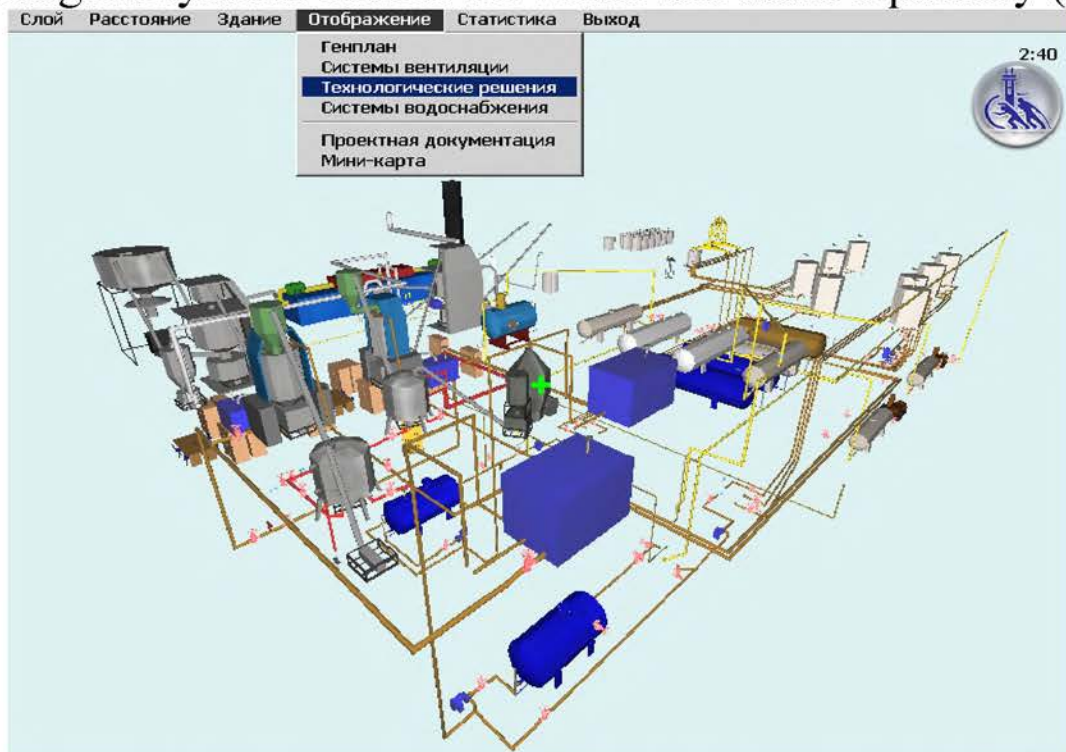 Слой Расстояние Здание Отображение Статистика Выход
Генплан
Системы вентиляции
Технологические решения
Системы водоснабжения
Проектная документация
Мини-карта
2:40